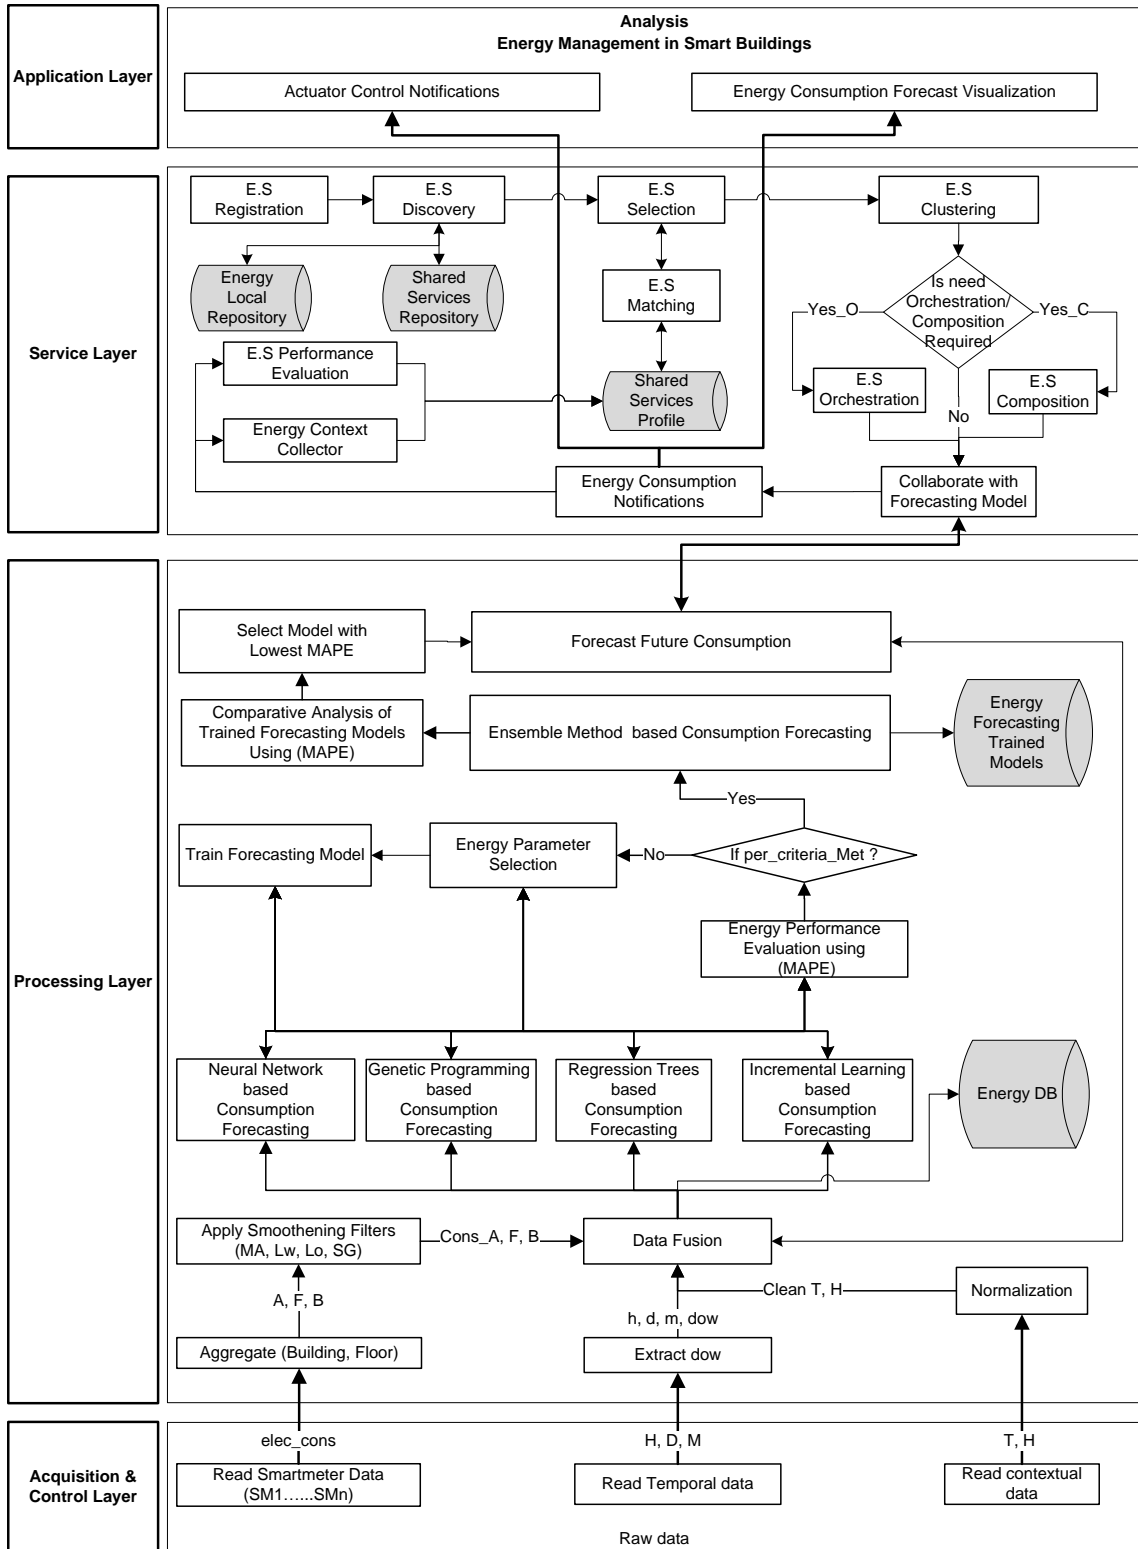 Application Layer
Analysis
Energy Management in Smart Buildings
Actuator Control Notifications
Energy Consumption Forecast Visualization
Service Layer
E.S
Registration
E.S
Discovery
E.S
Selection
E.S
Clustering
Energy
Local
Repository
Shared
Services
Repository
E.S
Matching
Is need
Orchestration/
Composition
Required
Yes_O
Yes_C
No
E.S Performance
Evaluation
Energy Context
Collector
Shared
Services
Profile
E.S
Orchestration
E.S
Composition
Energy Consumption
Notifications
Collaborate with
Forecasting Model
Processing Layer
Select Model with
Lowest MAPE
Forecast Future Consumption
Comparative Analysis of
Trained Forecasting Models
Using (MAPE)
Ensemble Method  based Consumption Forecasting
Energy
Forecasting
Trained
Models
Yes
Train Forecasting Model
Energy Parameter
Selection
No
If per_criteria_Met ?
Energy Performance
Evaluation using
(MAPE)
Neural Network
based
Consumption
Forecasting
Genetic Programming
based
Consumption
Forecasting
Regression Trees
based
Consumption
Forecasting
Incremental Learning
based
Consumption
Forecasting
Energy DB
Apply Smoothening Filters
(MA, Lw, Lo, SG)
Cons_A, F, B
Data Fusion
Clean T, H
Normalization
A, F, B
h, d, m, dow
Aggregate (Building, Floor)
Extract dow
Acquisition &
Control Layer
elec_cons
H, D, M
T, H
Read Smartmeter Data
(SM1…...SMn)
Read Temporal data
Read contextual
data
Raw data